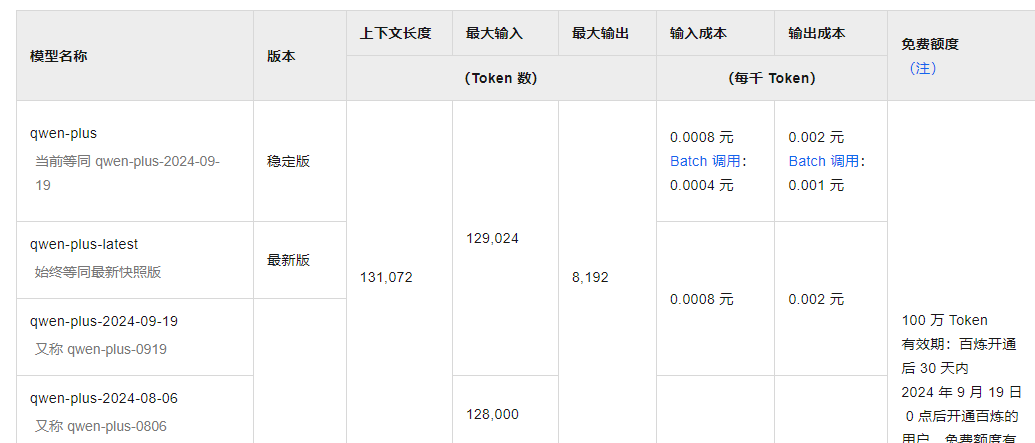 模型名称
版本
上下文长度
最大输入
最大输出
输入成本
输出成本
免费额度
（注）
（Token 数）
（每千 Token）
qwen-plus
当前等同 qwen-plus-2024-09-
19
稳定版
131,072
129,024
8,192
0.0008 元
Batch 调用：
0.0004 元
0.002 元
Batch 调用：
0.001 元
qwen-plus-latest
始终等同最新快照版
最新版
0.0008 元
0.002 元
qwen-plus-2024-09-19
又称 qwen-plus-0919
qwen-plus-2024-08-06
又称 qwen-plus-0806
128,000
100 万 Token
有效期：百炼开通
后 30 天内
2024 年 9 月 19 日
0 点后开通百炼的
用户，免费额度有